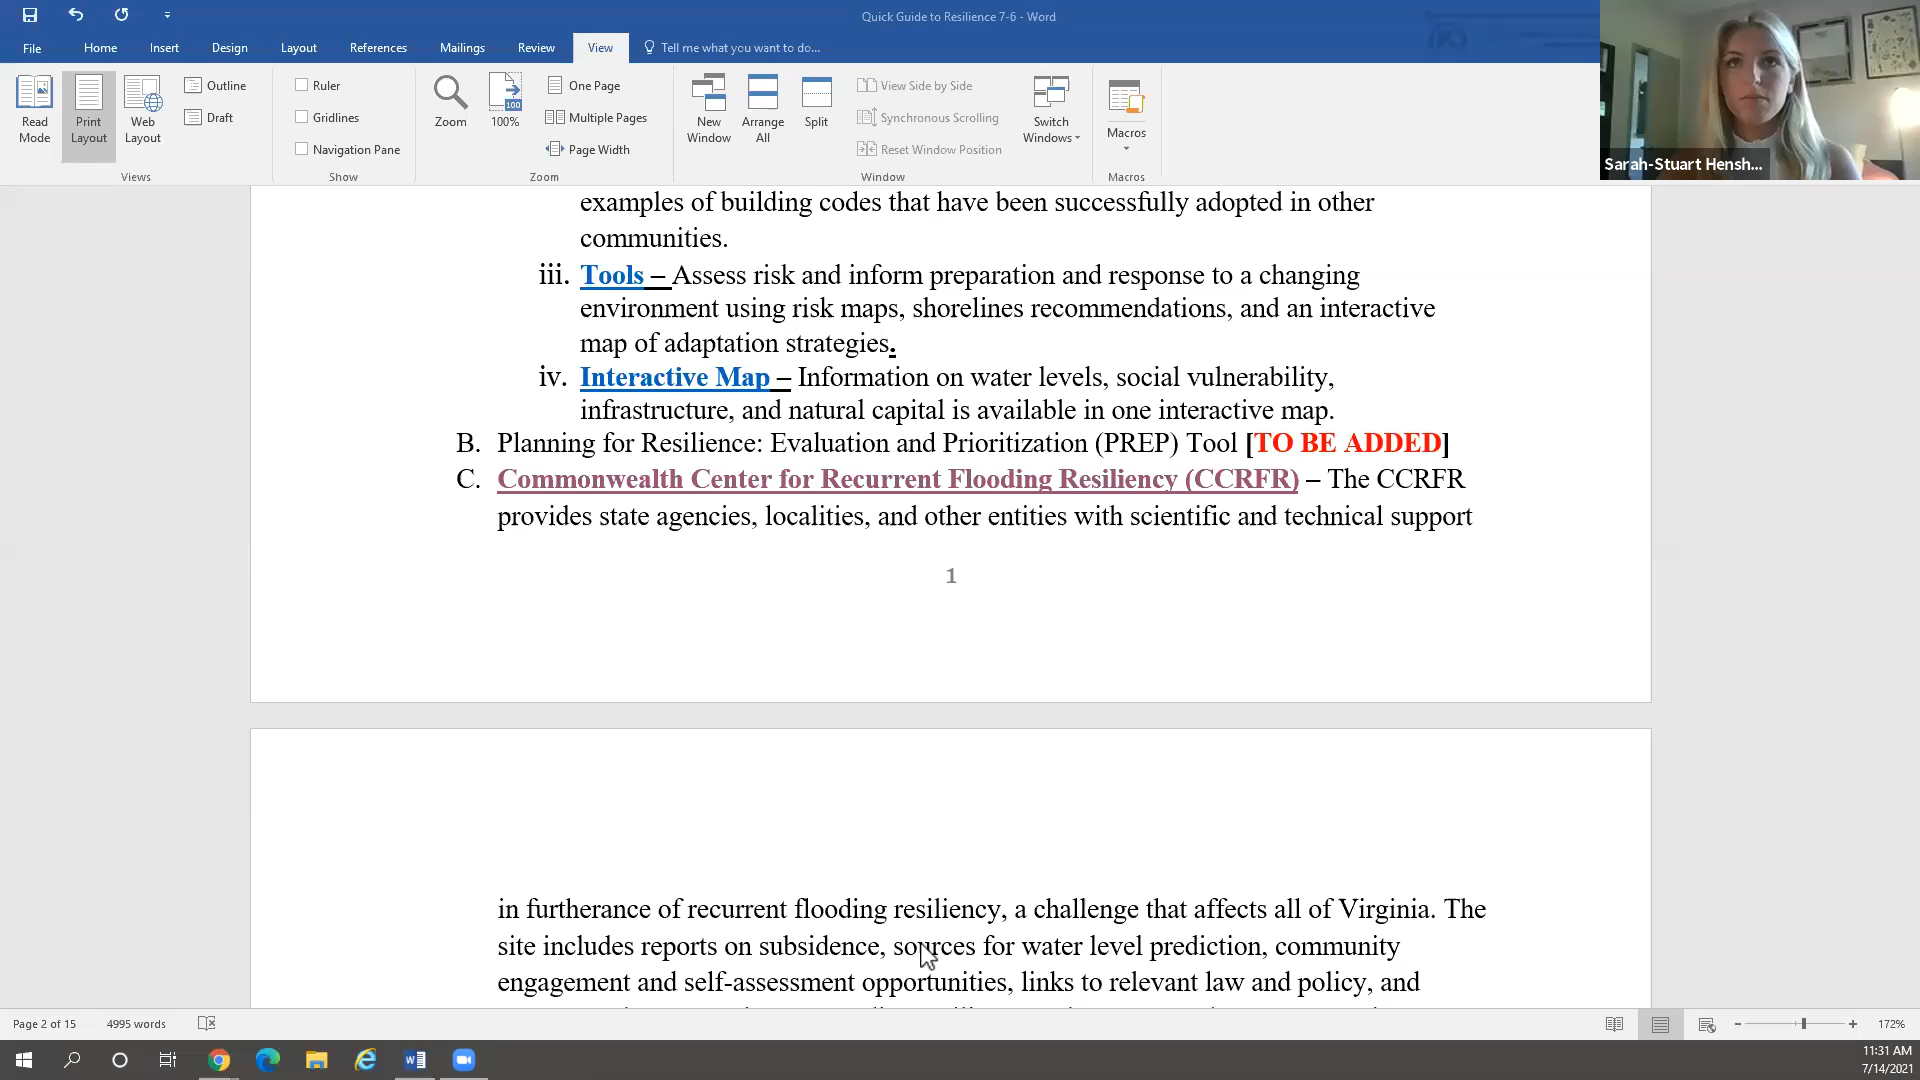 Quick Guide to Resilience 7-6 - Word
File Home Insert Design Layout References Mailings Review View Tell me what you want to do...
Read Mode
Print Layout
Web Layout
Outline
Draft
Views
Ruler
Gridlines
Navigation Pane
Show
Zoom
100
100%
One Page
Multiple Pages
Page Width
Zoom
New Window
Arrange All
Split
View Side by Side
Synchronous Scrolling
Reset Window Position
Switch Windows
Window
Macros
Macros
Sarah-Stuart Hensh...
examples of building codes that have been successfully adopted in other
communities.
iii. Tools – Assess risk and inform preparation and response to a changing
environment using risk maps, shorelines recommendations, and an interactive
map of adaptation strategies.
iv. Interactive Map – Information on water levels, social vulnerability,
infrastructure, and natural capital is available in one interactive map.
B. Planning for Resilience: Evaluation and Prioritization (PREP) Tool [TO BE ADDED]
C. Commonwealth Center for Recurrent Flooding Resiliency (CCRFR) – The CCRFR
provides state agencies, localities, and other entities with scientific and technical support
1
in furtherance of recurrent flooding resiliency, a challenge that affects all of Virginia. The
site includes reports on subsidence, sources for water level prediction, community
engagement and self-assessment opportunities, links to relevant law and policy, and
Page 2 of 15 4995 words 172%
11:31 AM
7/14/2021